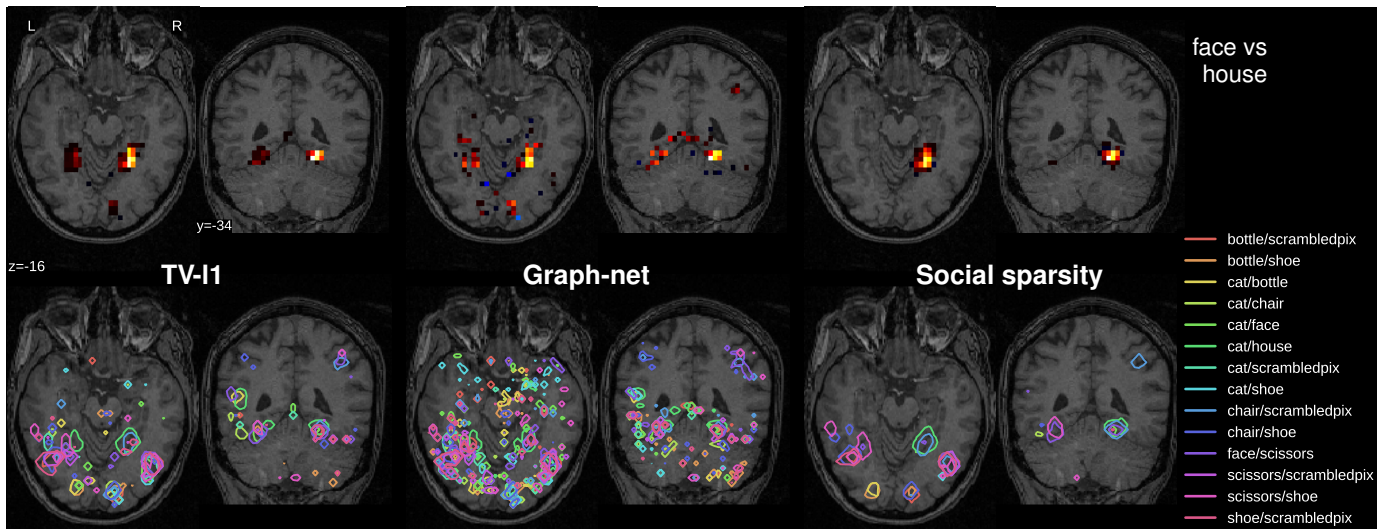 L
R
face vs
house
y=-34
z=-16
TV-l1
Graph-net
Social sparsity
bottle/scrambledpix
bottle/shoe
cat/bottle
cat/chair
cat/face
cat/house
cat/scrambledpix
cat/shoe
chair/scrambledpix
chair/shoe
face/scissors
scissors/scrambledpix
scissors/shoe
shoe/scrambledpix